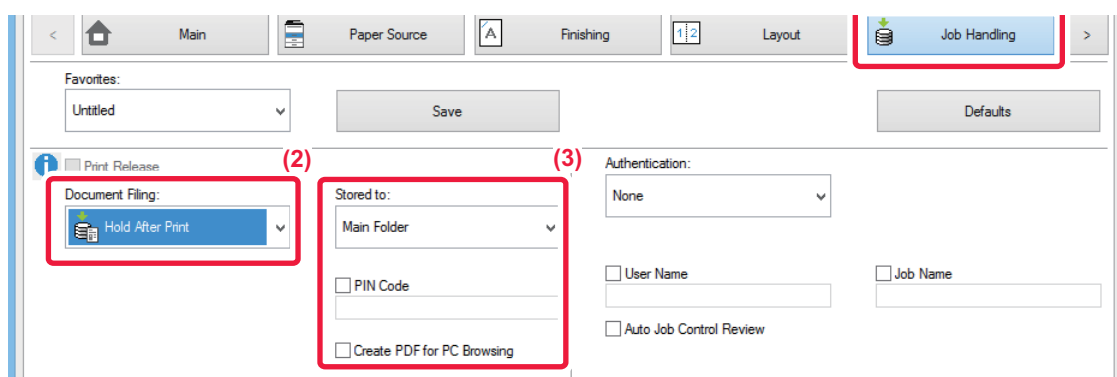 < Main Paper Source A Finishing 1 2 Layout Job Handling >
Favorites:
Untitled Save Defaults
i Print Release (2) (3) Authentication:
Document Filing: Stored to: None
Hold After Print Main Folder
PIN Code User Name Job Name
Auto Job Control Review
Create PDF for PC Browsing